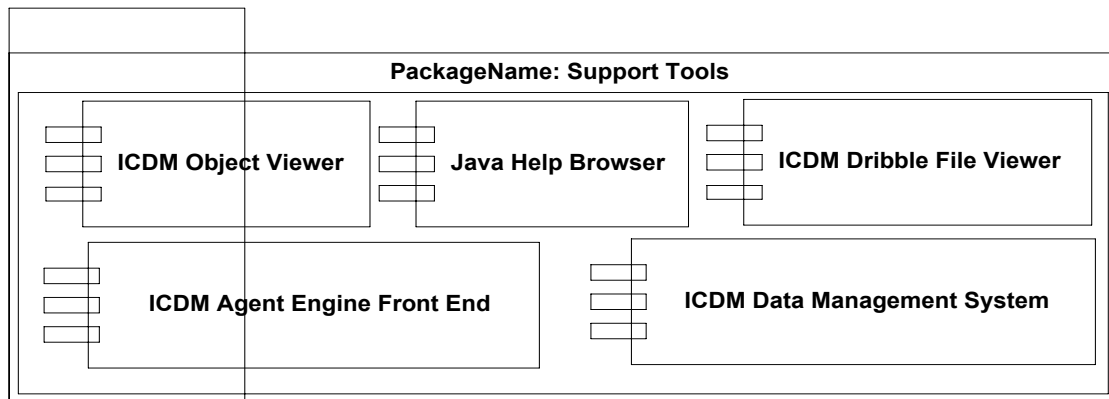 PackageName: Support Tools
ICDM Object Viewer
Java Help Browser
ICDM Dribble File Viewer
ICDM Agent Engine Front End
ICDM Data Management System